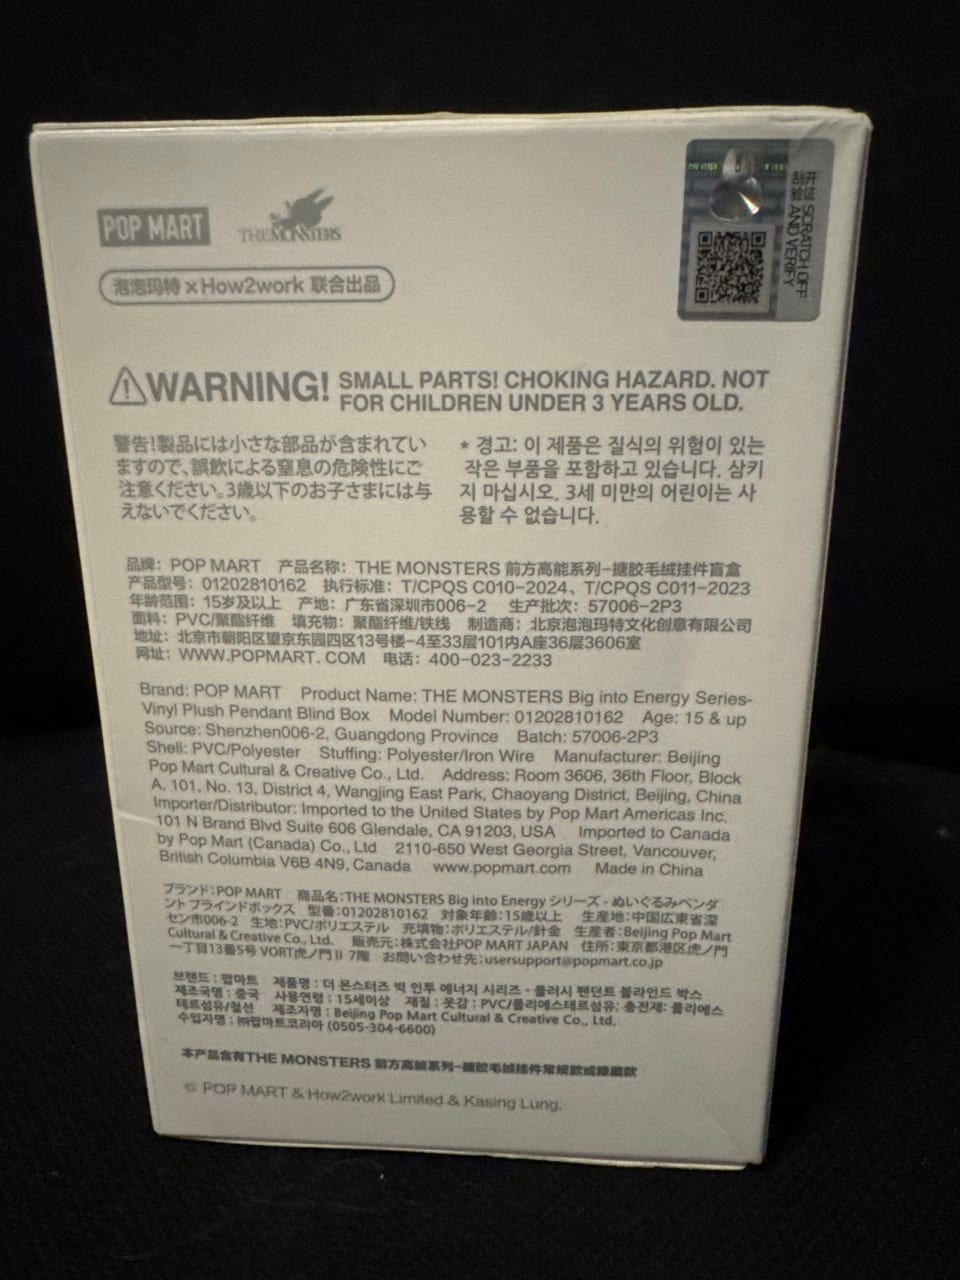 POP MART
THE MONSTERS
泡泡玛特×How2work 联合出品
刮开验证 SCRATCH OFF AND VERIFY
WARNING! SMALL PARTS! CHOKING HAZARD. NOT
FOR CHILDREN UNDER 3 YEARS OLD.
警告!製品には小さな部品が含まれてい
ますので、誤飲による窒息の危険性にご
注意ください。3歳以下のお子さまには与
えないでください。
* 경고: 이 제품은 질식의 위험이 있는
작은 부품을 포함하고 있습니다. 삼키
지 마십시오. 3세 미만의 어린이는 사
용할 수 없습니다.
品牌: POP MART 产品名称: THE MONSTERS 前方高能系列-搪胶毛绒挂件盲盒
产品型号: 01202810162 执行标准: T/CPQS C010-2024、T/CPQS C011-2023
年龄范围: 15岁及以上 产地: 广东省深圳市006-2 生产批次: 57006-2P3
面料: PVC/聚酯纤维 填充物: 聚酯纤维/铁线 制造商: 北京泡泡玛特文化创意有限公司
地址: 北京市朝阳区望京东园四区13号楼-4至33层101内A座36层3606室
网址: WWW.POPMART.COM 电话: 400-023-2233
Brand: POP MART Product Name: THE MONSTERS Big into Energy Series-
Vinyl Plush Pendant Blind Box Model Number: 01202810162 Age: 15 & up
Source: Shenzhen006-2, Guangdong Province Batch: 57006-2P3
Shell: PVC/Polyester Stuffing: Polyester/Iron Wire Manufacturer: Beijing
Pop Mart Cultural & Creative Co., Ltd. Address: Room 3606, 36th Floor, Block
A, 101, No. 13, District 4, Wangjing East Park, Chaoyang District, Beijing, China
Importer/Distributor: Imported to the United States by Pop Mart Americas Inc.
101 N Brand Blvd Suite 606 Glendale, CA 91203, USA Imported to Canada
by Pop Mart (Canada) Co., Ltd 2110-650 West Georgia Street, Vancouver,
British Columbia V6B 4N9, Canada www.popmart.com Made in China
ブランド:POP MART 商品名:THE MONSTERS Big into Energy シリーズ - ぬいぐるみペンダ
ント ブラインドボックス 型番:01202810162 対象年齢:15歳以上 生産地:中国広東省深
セン市006-2 生地:PVC/ポリエステル 充填物:ポリエステル/針金 生産者:Beijing Pop Mart
Cultural & Creative Co., Ltd. 販売元:株式会社POP MART JAPAN 住所:東京都港区虎ノ門
一丁目13番5号 VORT虎ノ門Ⅱ 7階 お問い合わせ先:usersupport@popmart.co.jp
브랜드 : 팝마트 제품명 : 더 몬스터즈 빅 인투 에너지 시리즈 - 플러시 펜던트 블라인드 박스
제조국명 : 중국 사용연령 : 15세이상 재질 : 옷감 : PVC/폴리에스테르섬유; 충전재: 폴리에스
테르섬유/철선 제조자명 : Beijing Pop Mart Cultural & Creative Co., Ltd.
수입자명 : ㈜팝마트코리아 (0505-304-6600)
本产品含有THE MONSTERS 前方高能系列-搪胶毛绒挂件常规款或隐藏款
© POP MART & How2work Limited & Kasing Lung.